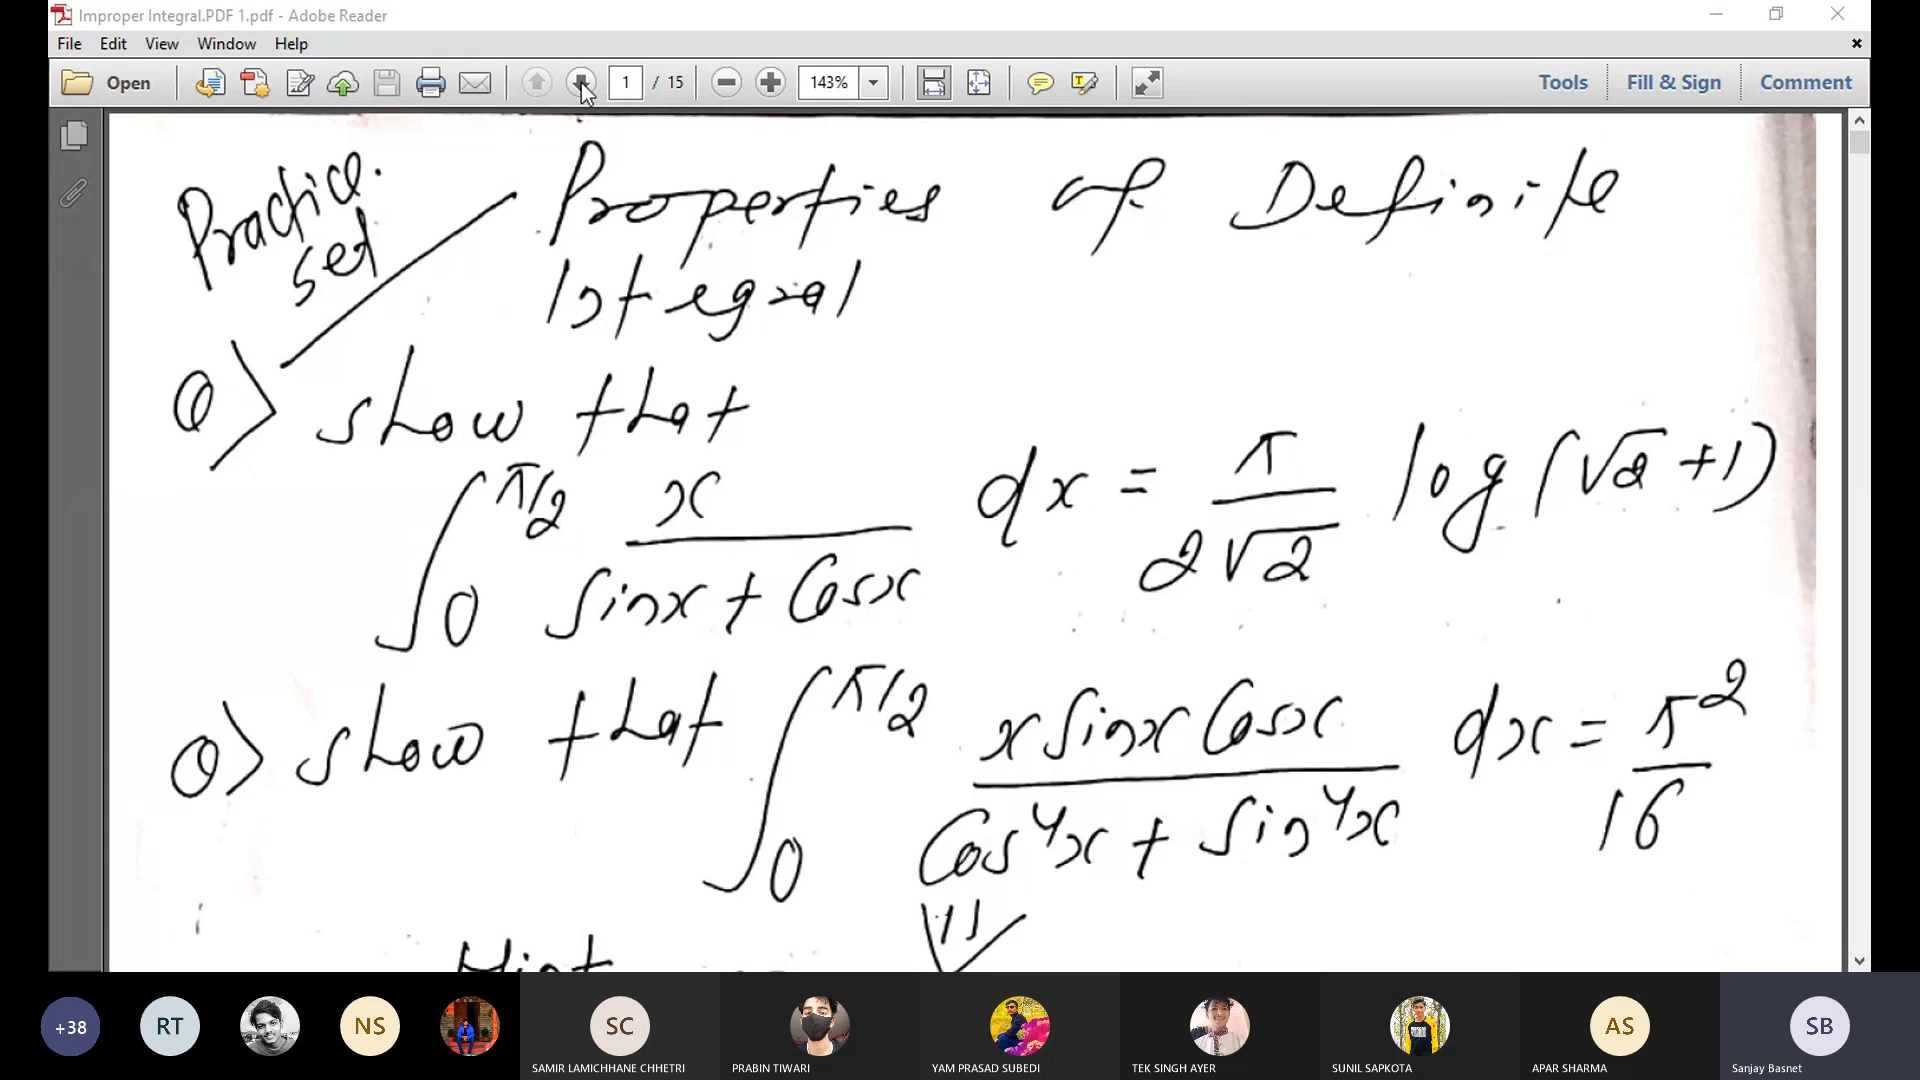 Improper Integral.PDF 1.pdf - Adobe Reader
File Edit View Window Help
Open 1 / 15 143% Tools Fill & Sign Comment
Practice set
Properties of Definite
Integral
Q> show that
∫₀^π/2 x / (sinx + Cosx) dx = π / 2√2 log (√2 + 1)
Q> show that ∫₀^π/2 x sinx Cosx / (Cos⁴x + sin⁴x) dx = π² / 16
Hint
+38 RT NS SC AS SB
SAMIR LAMICHHANE CHHETRI PRABIN TIWARI YAM PRASAD SUBEDI TEK SINGH AYER SUNIL SAPKOTA APAR SHARMA Sanjay Basnet